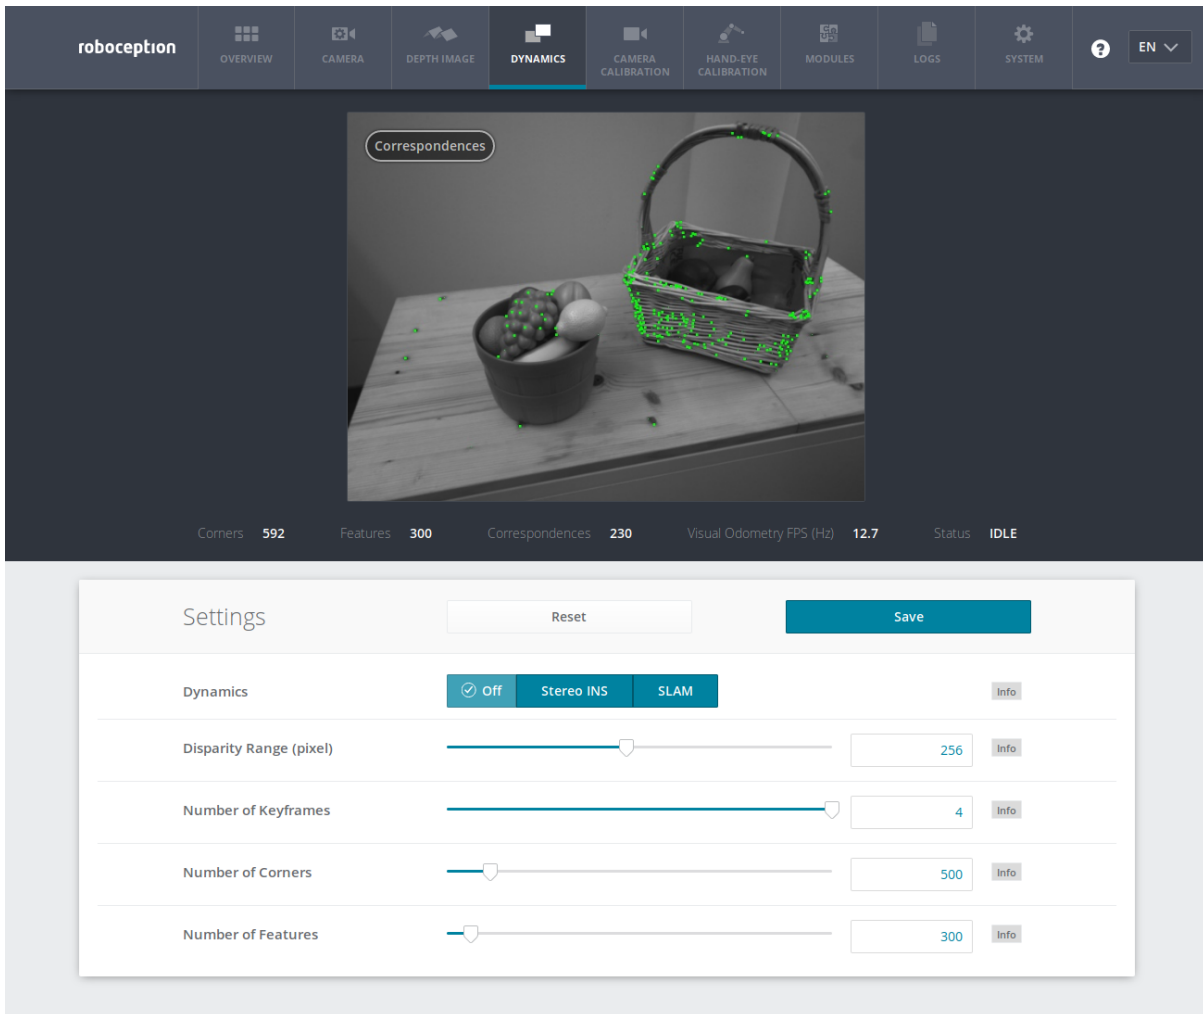 roboception
OVERVIEW
CAMERA
DEPTH IMAGE
DYNAMICS
CAMERA
CALIBRATION
HAND-EYE
CALIBRATION
MODULES
LOGS
SYSTEM
?
EN
Correspondences
Corners 592 Features 300 Correspondences 230 Visual Odometry FPS (Hz) 12.7 Status IDLE
Settings Reset Save
Dynamics Off Stereo INS SLAM Info
Disparity Range (pixel) 256 Info
Number of Keyframes 4 Info
Number of Corners 500 Info
Number of Features 300 Info